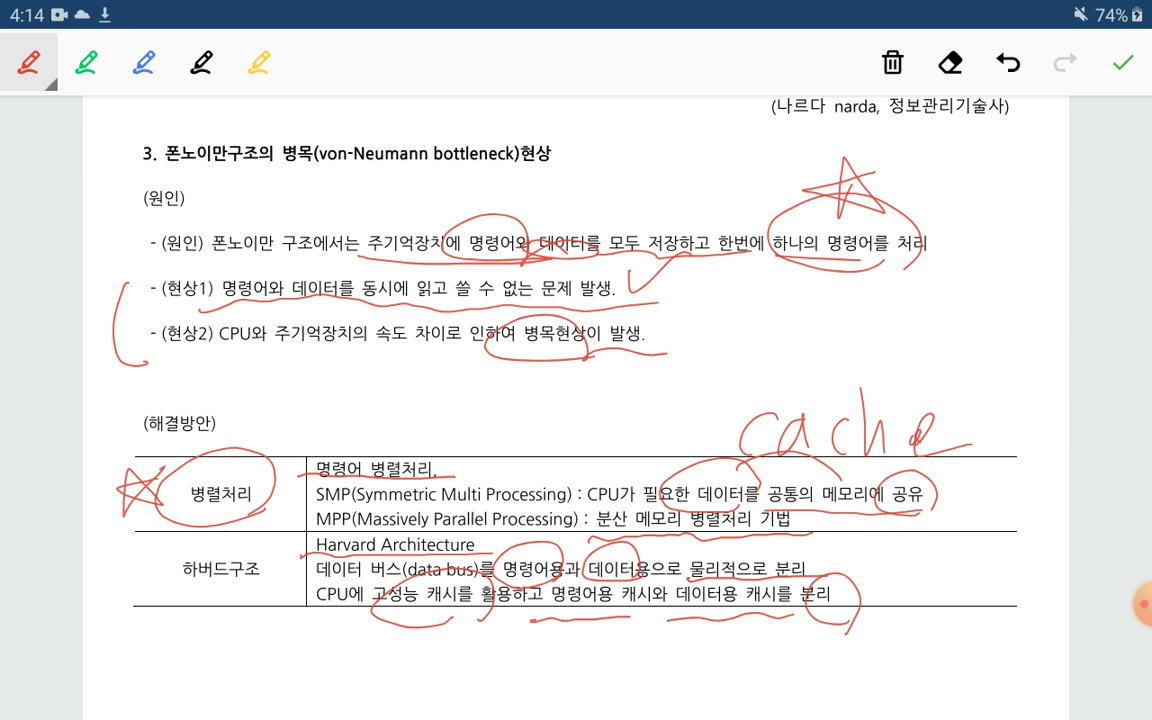 4:14
74%
(나르다 narda, 정보관리기술사)
3. 폰노이만구조의 병목(von-Neumann bottleneck)현상
(원인)
- (원인) 폰노이만 구조에서는 주기억장치에 명령어와 데이터를 모두 저장하고 한번에 하나의 명령어를 처리
- (현상1) 명령어와 데이터를 동시에 읽고 쓸 수 없는 문제 발생.
- (현상2) CPU와 주기억장치의 속도 차이로 인하여 병목현상이 발생.
(해결방안)
cache
병렬처리
명령어 병렬처리,
SMP(Symmetric Multi Processing) : CPU가 필요한 데이터를 공통의 메모리에 공유
MPP(Massively Parallel Processing) : 분산 메모리 병렬처리 기법
하버드구조
Harvard Architecture
데이터 버스(data bus)를 명령어용과 데이터용으로 물리적으로 분리
CPU에 고성능 캐시를 활용하고 명령어용 캐시와 데이터용 캐시를 분리